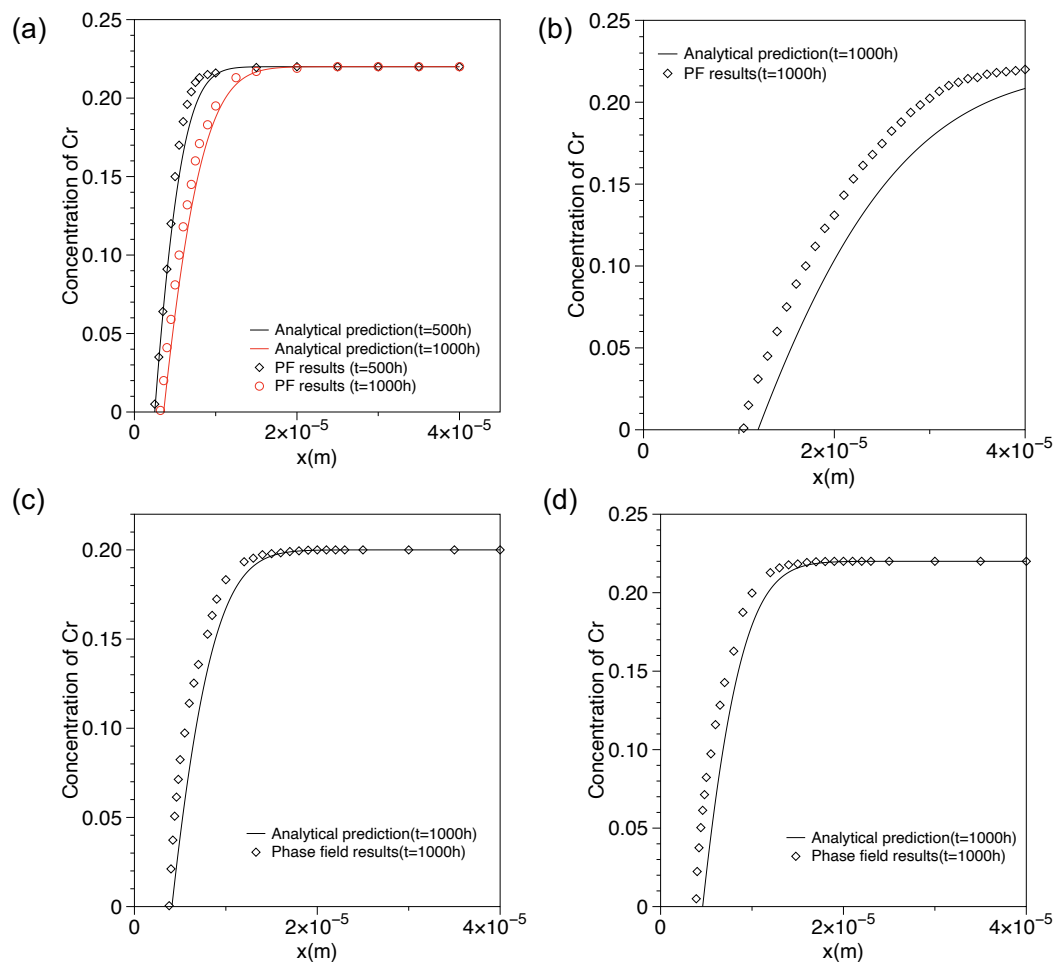 (a)
0.25
0.20
0.15
0.10
0.05
0
Concentration of Cr
Analytical prediction(t=500h)
Analytical prediction(t=1000h)
PF results (t=500h)
PF results (t=1000h)
0
2×10⁻⁵
4×10⁻⁵
x(m)
(b)
0.25
0.20
0.15
0.10
0.05
0
Concentration of Cr
Analytical prediction(t=1000h)
PF results(t=1000h)
0
2×10⁻⁵
4×10⁻⁵
x(m)
(c)
0.20
0.15
0.10
0.05
0
Concentration of Cr
Analytical prediction(t=1000h)
Phase field results(t=1000h)
0
2×10⁻⁵
4×10⁻⁵
x(m)
(d)
0.25
0.20
0.15
0.10
0.05
0
Concentration of Cr
Analytical prediction(t=1000h)
Phase field results(t=1000h)
0
2×10⁻⁵
4×10⁻⁵
x(m)